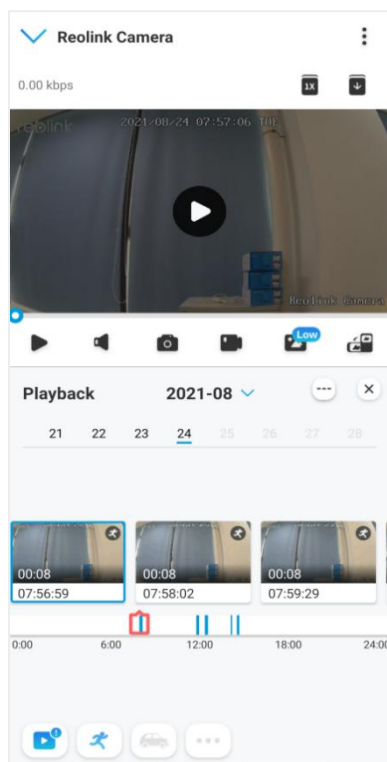 Reolink Camera
0.00 kbps
1X
reolink
2021/08/24 07:57:06 TUE
Reolink Camera
Low
Playback
2021-08
21 22 23 24 25 26 27 28
00:08 00:08 00:08
07:56:59 07:58:02 07:59:29
0:00 6:00 12:00 18:00 24:00